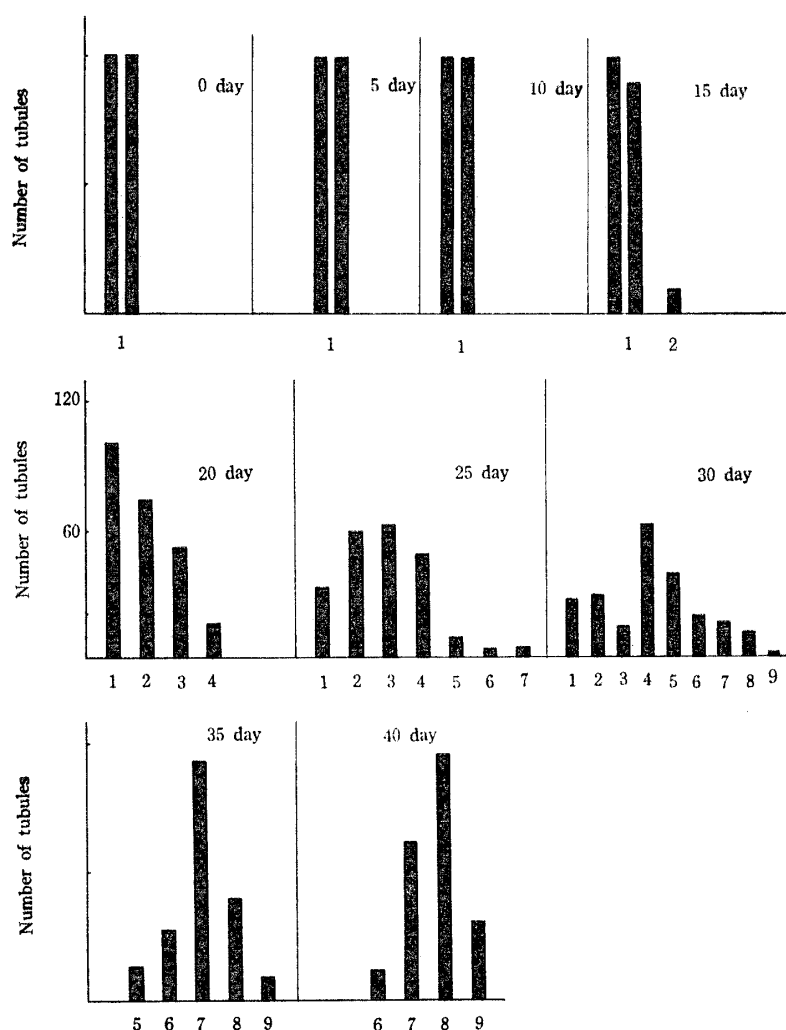 Number of tubules
0 day
5 day
10 day
15 day
1
1
1
1 2
Number of tubules
120
60
20 day
25 day
30 day
1 2 3 4
1 2 3 4 5 6 7
1 2 3 4 5 6 7 8 9
Number of tubules
35 day
40 day
5 6 7 8 9
6 7 8 9